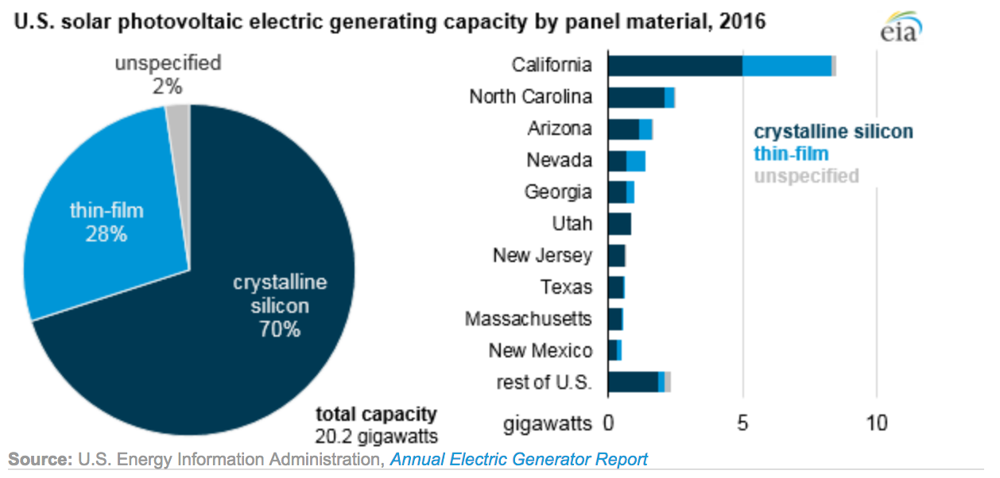 U.S. solar photovoltaic electric generating capacity by panel material, 2016
eia
unspecified
2%
thin-film
28%
crystalline
silicon
70%
total capacity
20.2 gigawatts
California
North Carolina
Arizona
Nevada
Georgia
Utah
New Jersey
Texas
Massachusetts
New Mexico
rest of U.S.
crystalline silicon
thin-film
unspecified
gigawatts 0 5 10
Source: U.S. Energy Information Administration, Annual Electric Generator Report